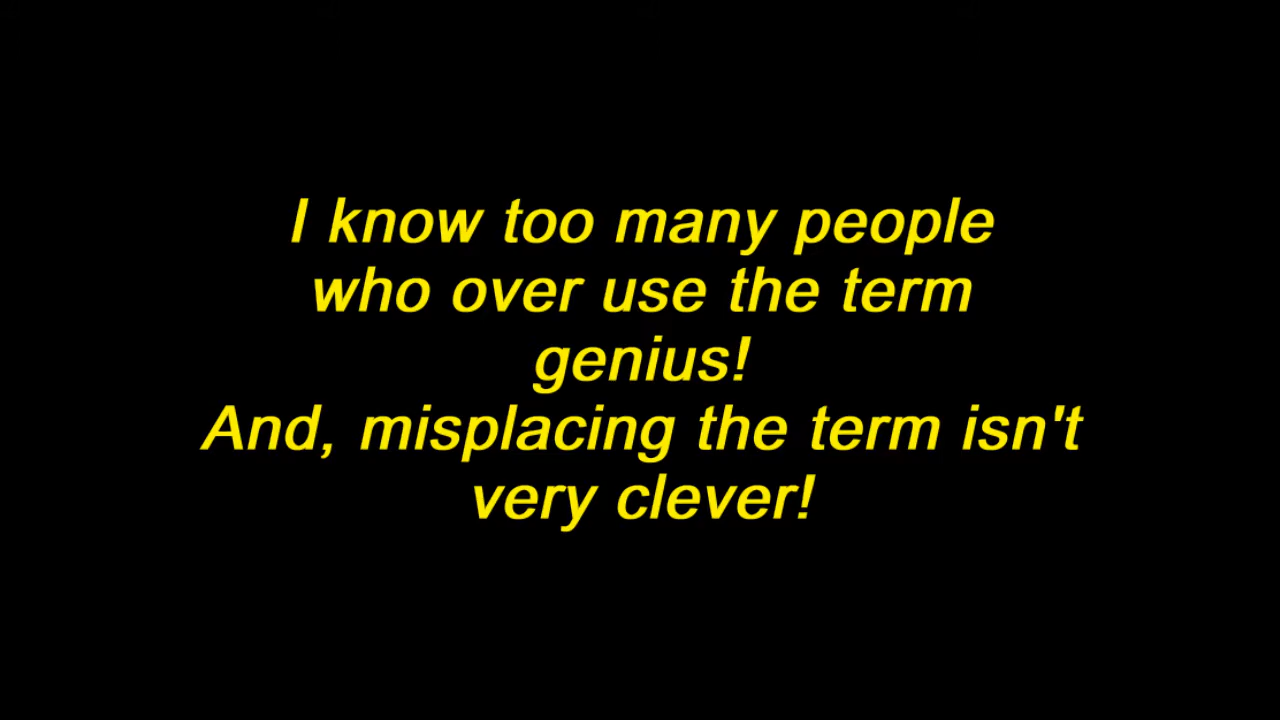 I know too many people
who over use the term
genius!
And, misplacing the term isn't
very clever!